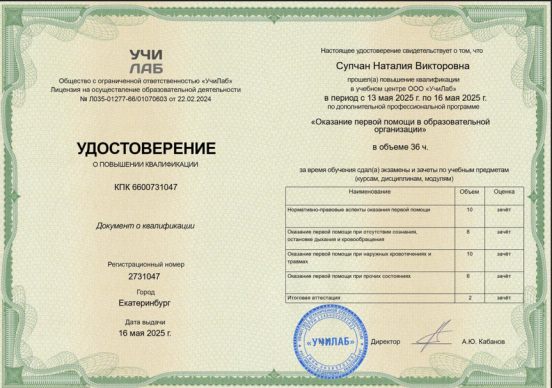 УЧИ
ЛАБ
Общество с ограниченной ответственностью «УчиЛаб»
Лицензия на осуществление образовательной деятельности
№ Л035-01277-66/01070603 от 22.02.2024
УДОСТОВЕРЕНИЕ
О ПОВЫШЕНИИ КВАЛИФИКАЦИИ
КПК 6600731047
Документ о квалификации
Регистрационный номер
2731047
Город
Екатеринбург
Дата выдачи
16 мая 2025 г.
Настоящее удостоверение свидетельствует о том, что
Супчан Наталия Викторовна
прошел(а) повышение квалификации
в учебном центре ООО «УчиЛаб»
в период с 13 мая 2025 г. по 16 мая 2025 г.
по дополнительной профессиональной программе
«Оказание первой помощи в образовательной
организации»
в объеме 36 ч.
за время обучения сдал(а) экзамены и зачеты по учебным предметам
(курсам, дисциплинам, модулям)
Наименование Объем Оценка
Нормативно-правовые аспекты оказания первой помощи 10 зачёт
Оказание первой помощи при отсутствии сознания,
остановке дыхания и кровообращения 8 зачёт
Оказание первой помощи при наружных кровотечениях и
травмах 10 зачёт
Оказание первой помощи при прочих состояниях 6 зачёт
Итоговая аттестация 2 зачёт
«УЧИЛАБ»
Директор А.Ю. Кабанов